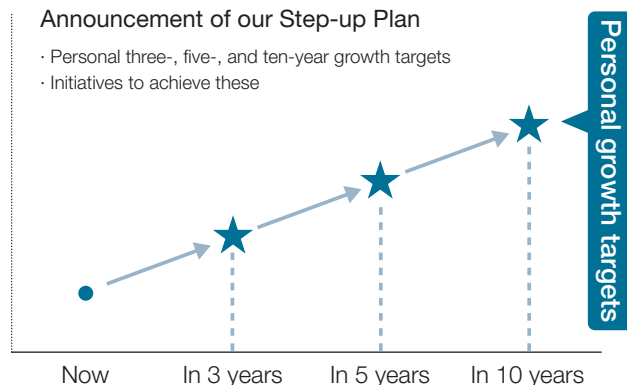 Announcement of our Step-up Plan
· Personal three-, five-, and ten-year growth targets
· Initiatives to achieve these
Personal growth targets
Now
In 3 years
In 5 years
In 10 years